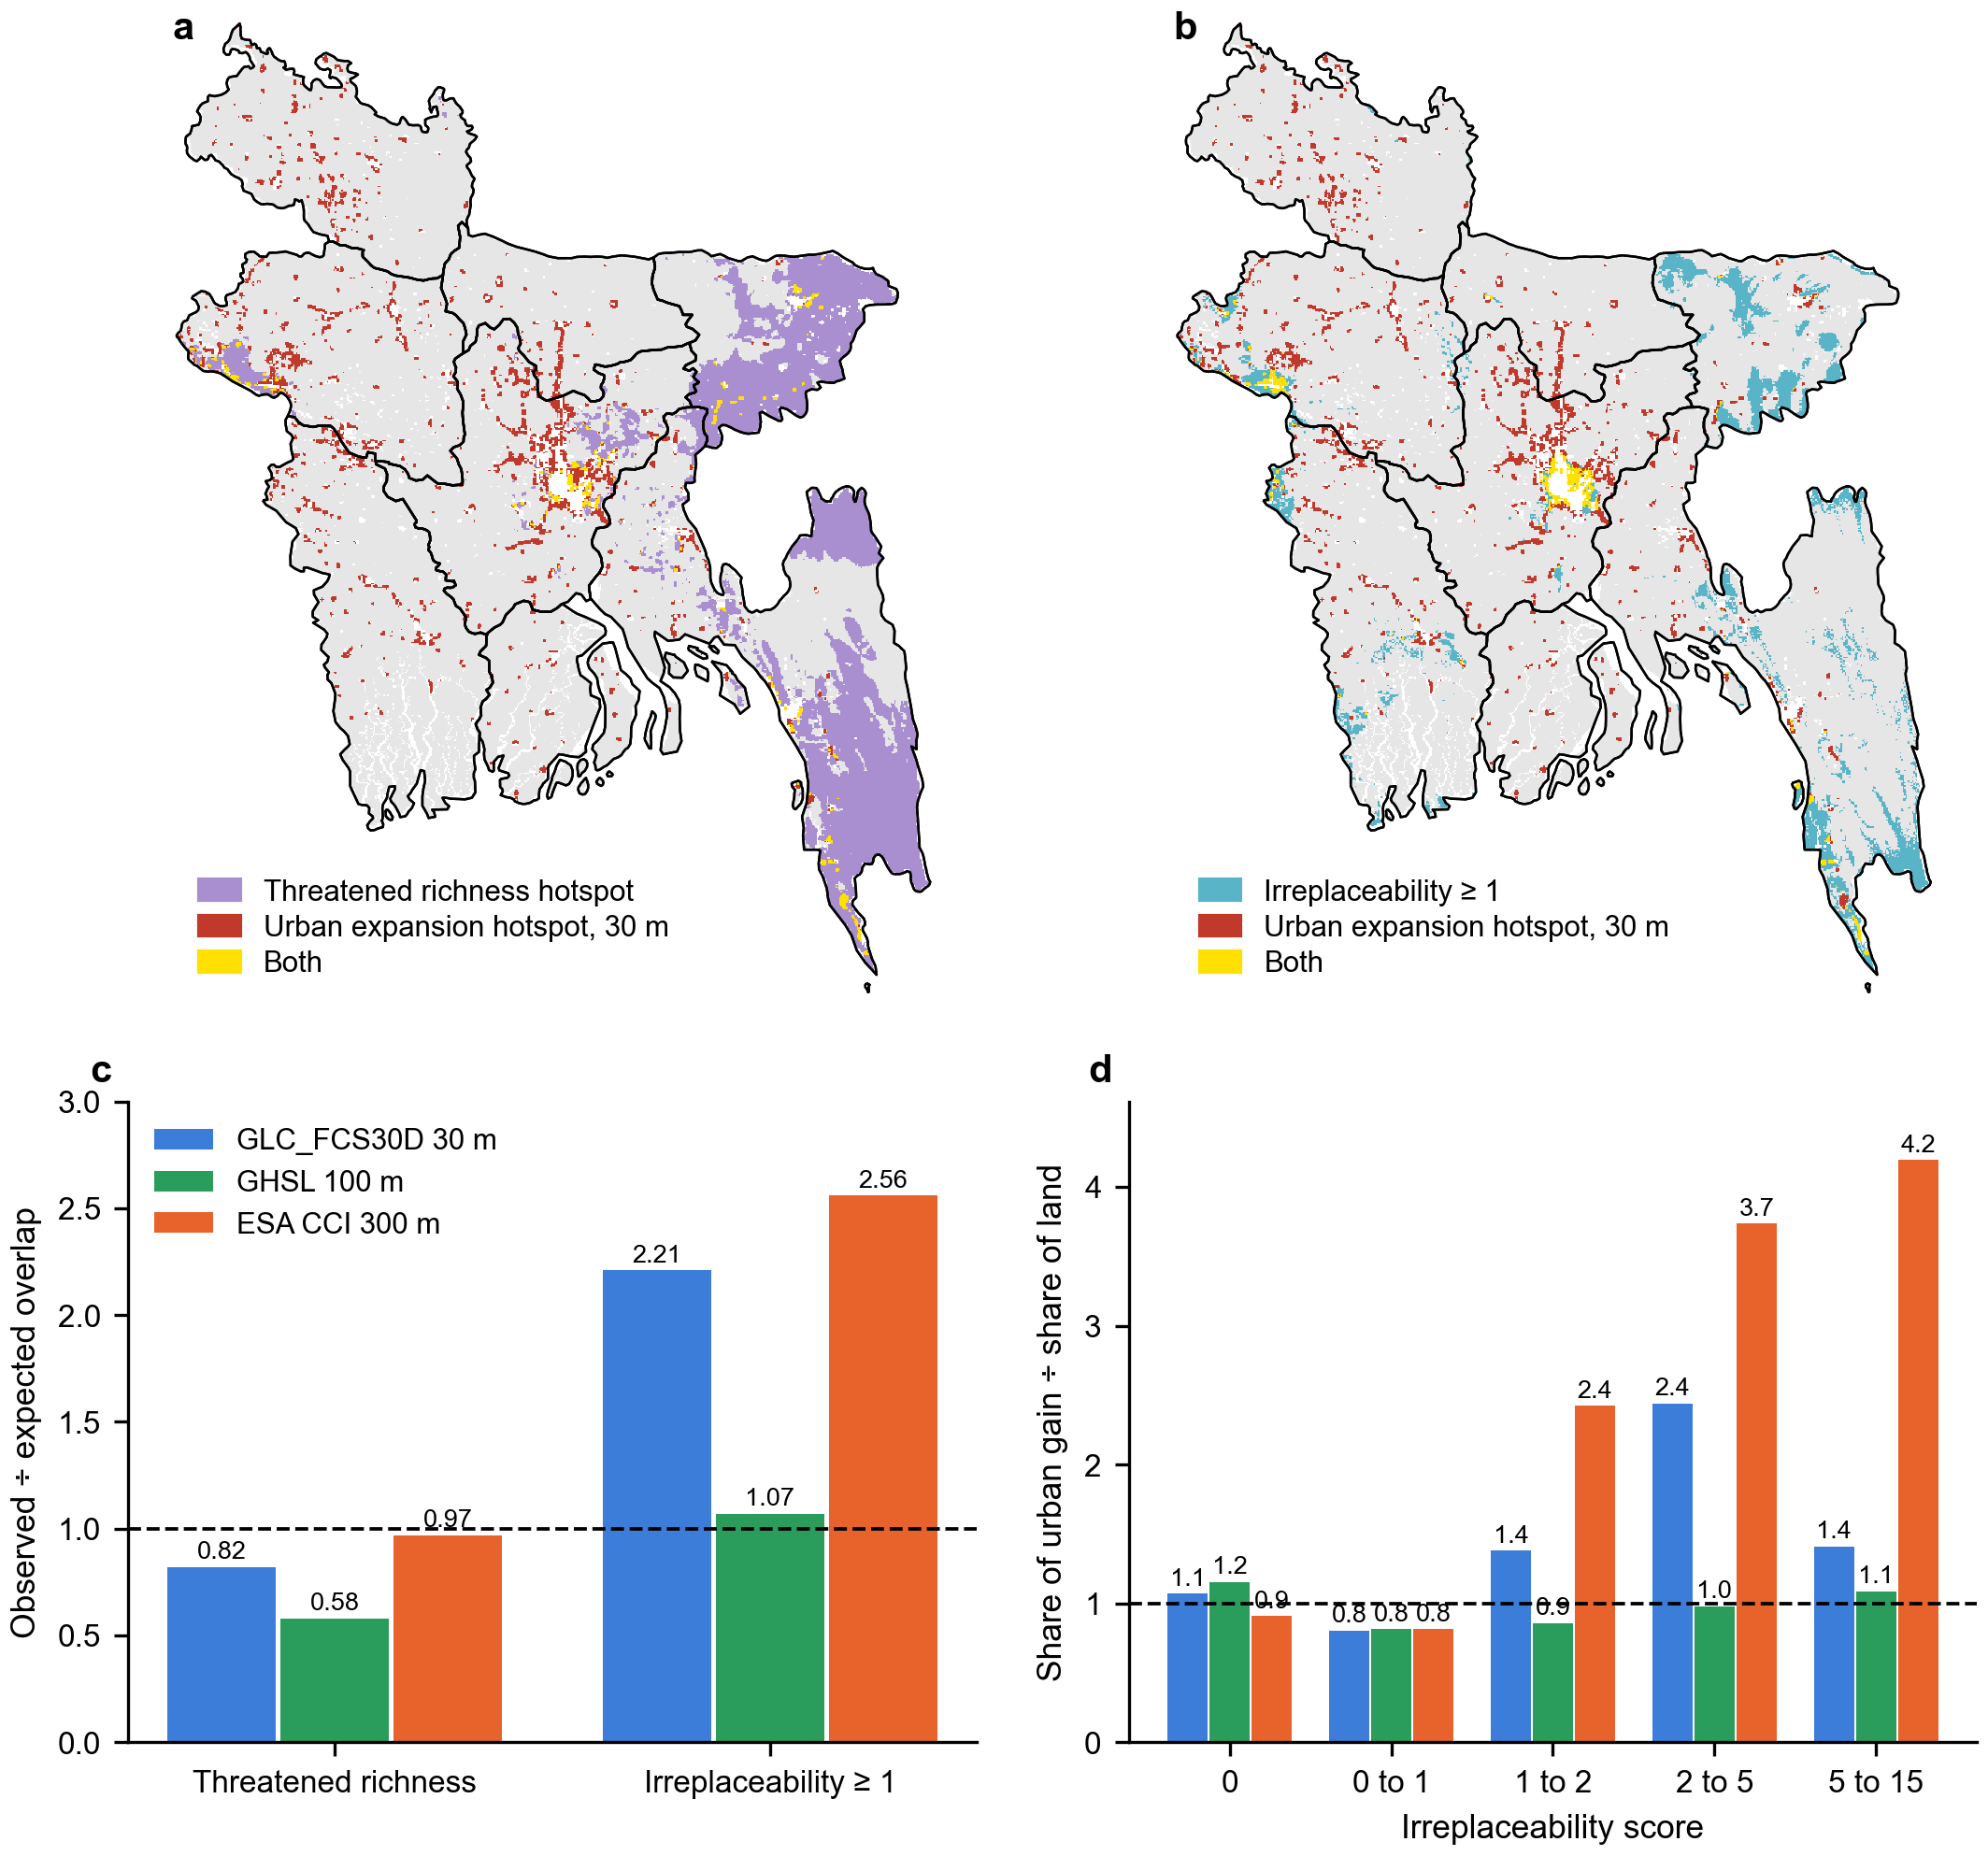 a
Threatened richness hotspot
Urban expansion hotspot, 30 m
Both
b
Irreplaceability ≥ 1
Urban expansion hotspot, 30 m
Both
c
Observed ÷ expected overlap
3.0
2.5
2.0
1.5
1.0
0.5
0.0
GLC_FCS30D 30 m
GHSL 100 m
ESA CCI 300 m
0.82
0.58
0.97
2.21
1.07
2.56
Threatened richness
Irreplaceability ≥ 1
d
Share of urban gain ÷ share of land
4
3
2
1
0
1.1
1.2
0.9
0.8
0.8
0.8
1.4
0.9
2.4
2.4
1.0
3.7
1.4
1.1
4.2
0
0 to 1
1 to 2
2 to 5
5 to 15
Irreplaceability score